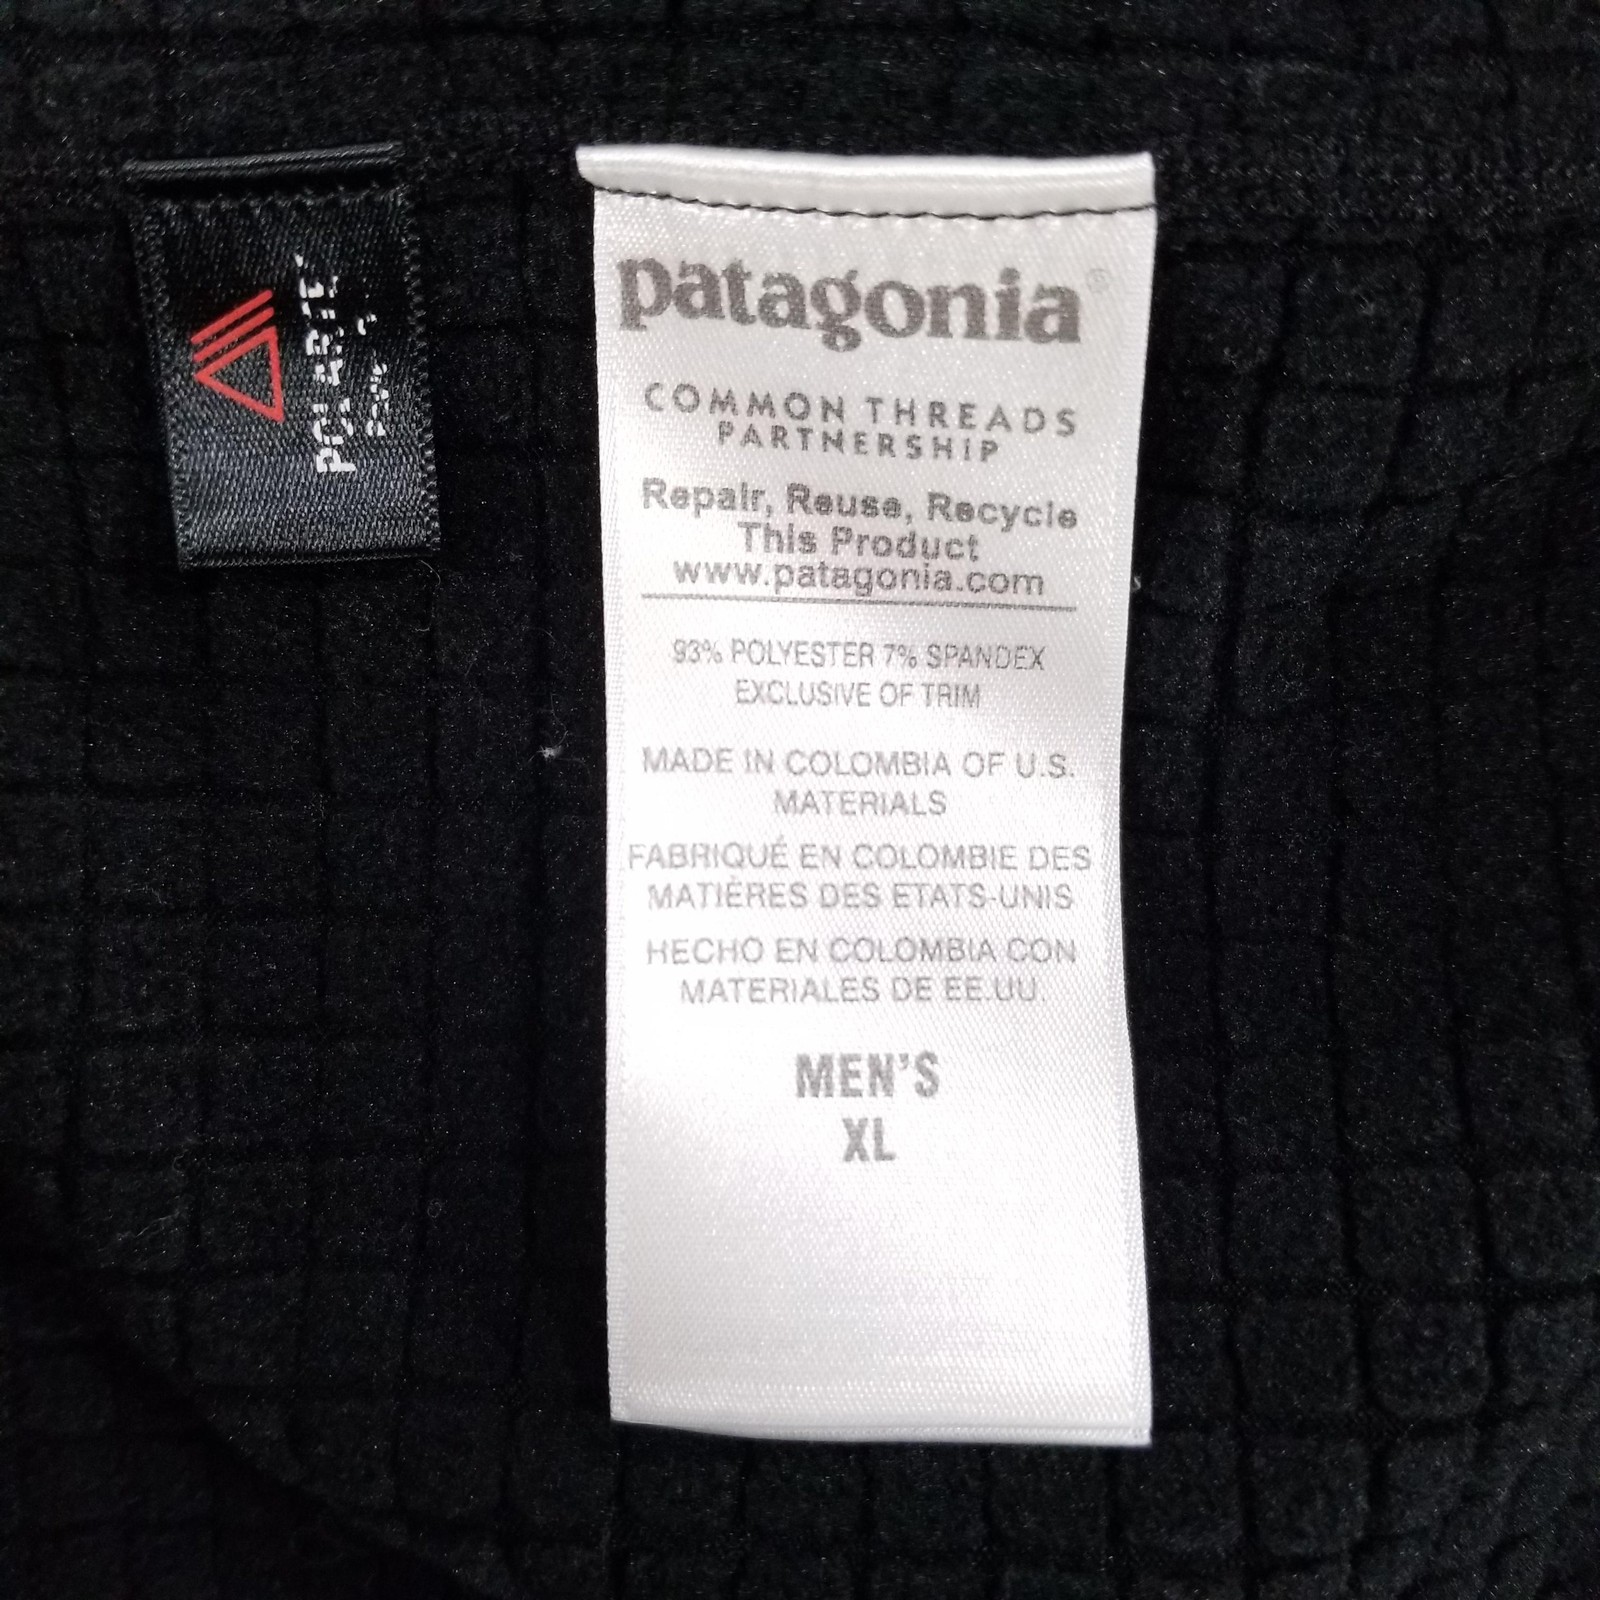 POLARTEC
patagonia®
COMMON THREADS
PARTNERSHIP
Repair, Reuse, Recycle
This Product
www.patagonia.com
93% POLYESTER 7% SPANDEX
EXCLUSIVE OF TRIM
MADE IN COLOMBIA OF U.S.
MATERIALS
FABRIQUÉ EN COLOMBIE DES
MATIÈRES DES ETATS-UNIS
HECHO EN COLOMBIA CON
MATERIALES DE EE.UU.
MEN'S
XL